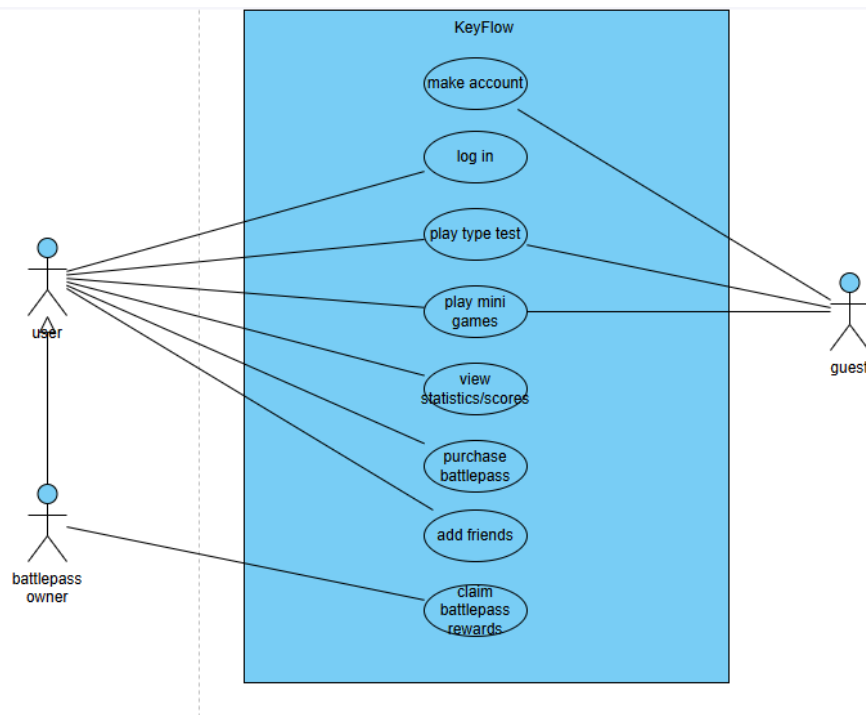 KeyFlow
make account
log in
play type test
play mini
games
view
statistics/scores
purchase
battlepass
add friends
claim
battlepass
rewards
user
battlepass
owner
guest